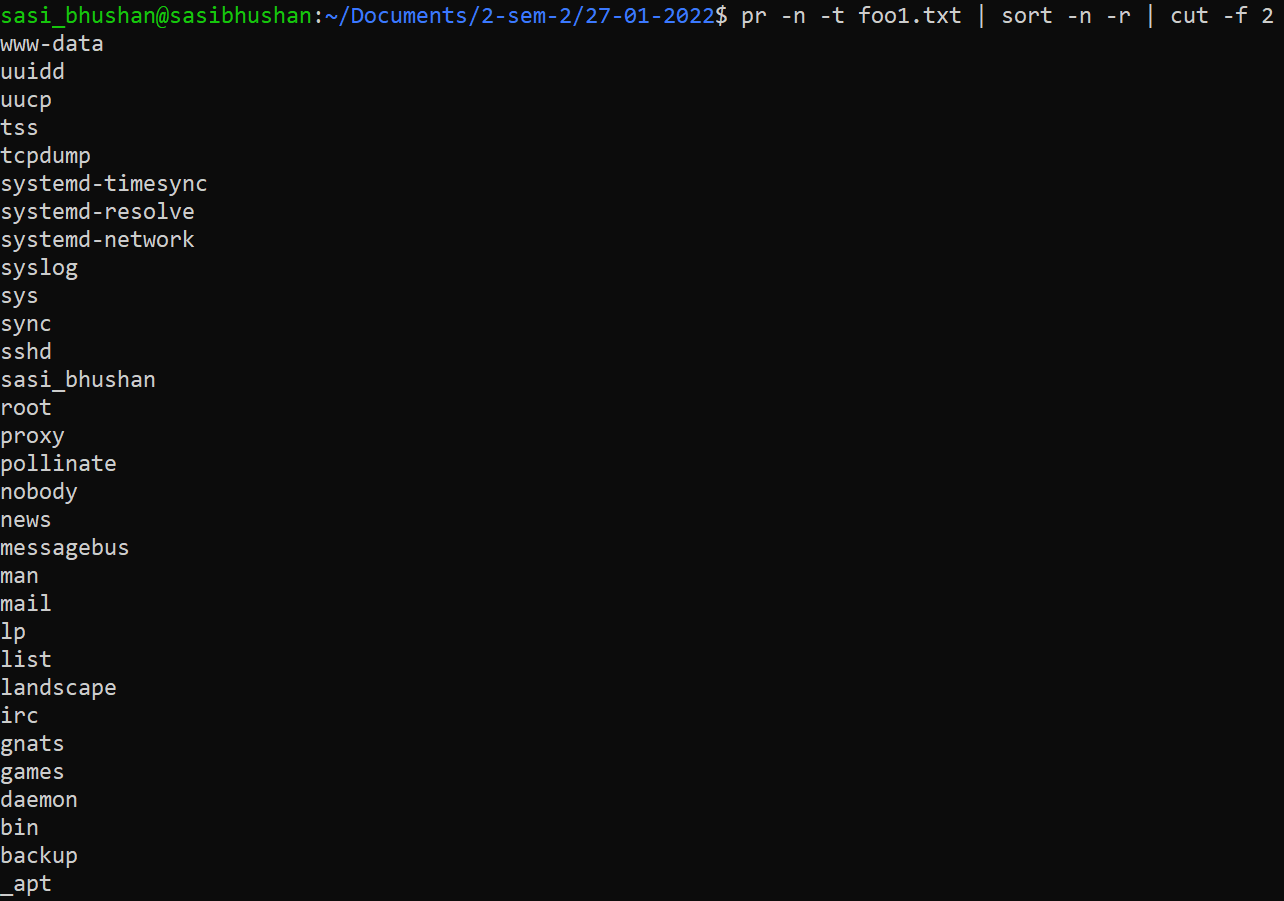 sasi_bhushan@sasibhushan:~/Documents/2-sem-2/27-01-2022$ pr -n -t foo1.txt | sort -n -r | cut -f 2
www-data
uuidd
uucp
tss
tcpdump
systemd-timesync
systemd-resolve
systemd-network
syslog
sys
sync
sshd
sasi_bhushan
root
proxy
pollinate
nobody
news
messagebus
man
mail
lp
list
landscape
irc
gnats
games
daemon
bin
backup
_apt